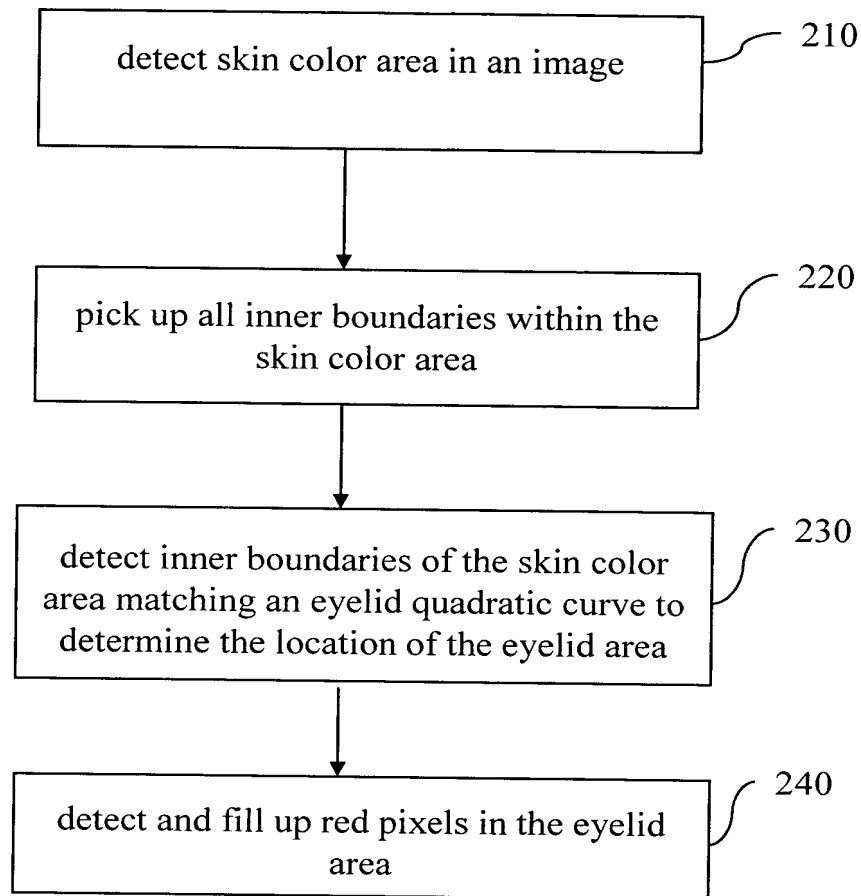 detect skin color area in an image
210
pick up all inner boundaries within the
skin color area
220
detect inner boundaries of the skin color
area matching an eyelid quadratic curve to
determine the location of the eyelid area
230
detect and fill up red pixels in the eyelid
area
240